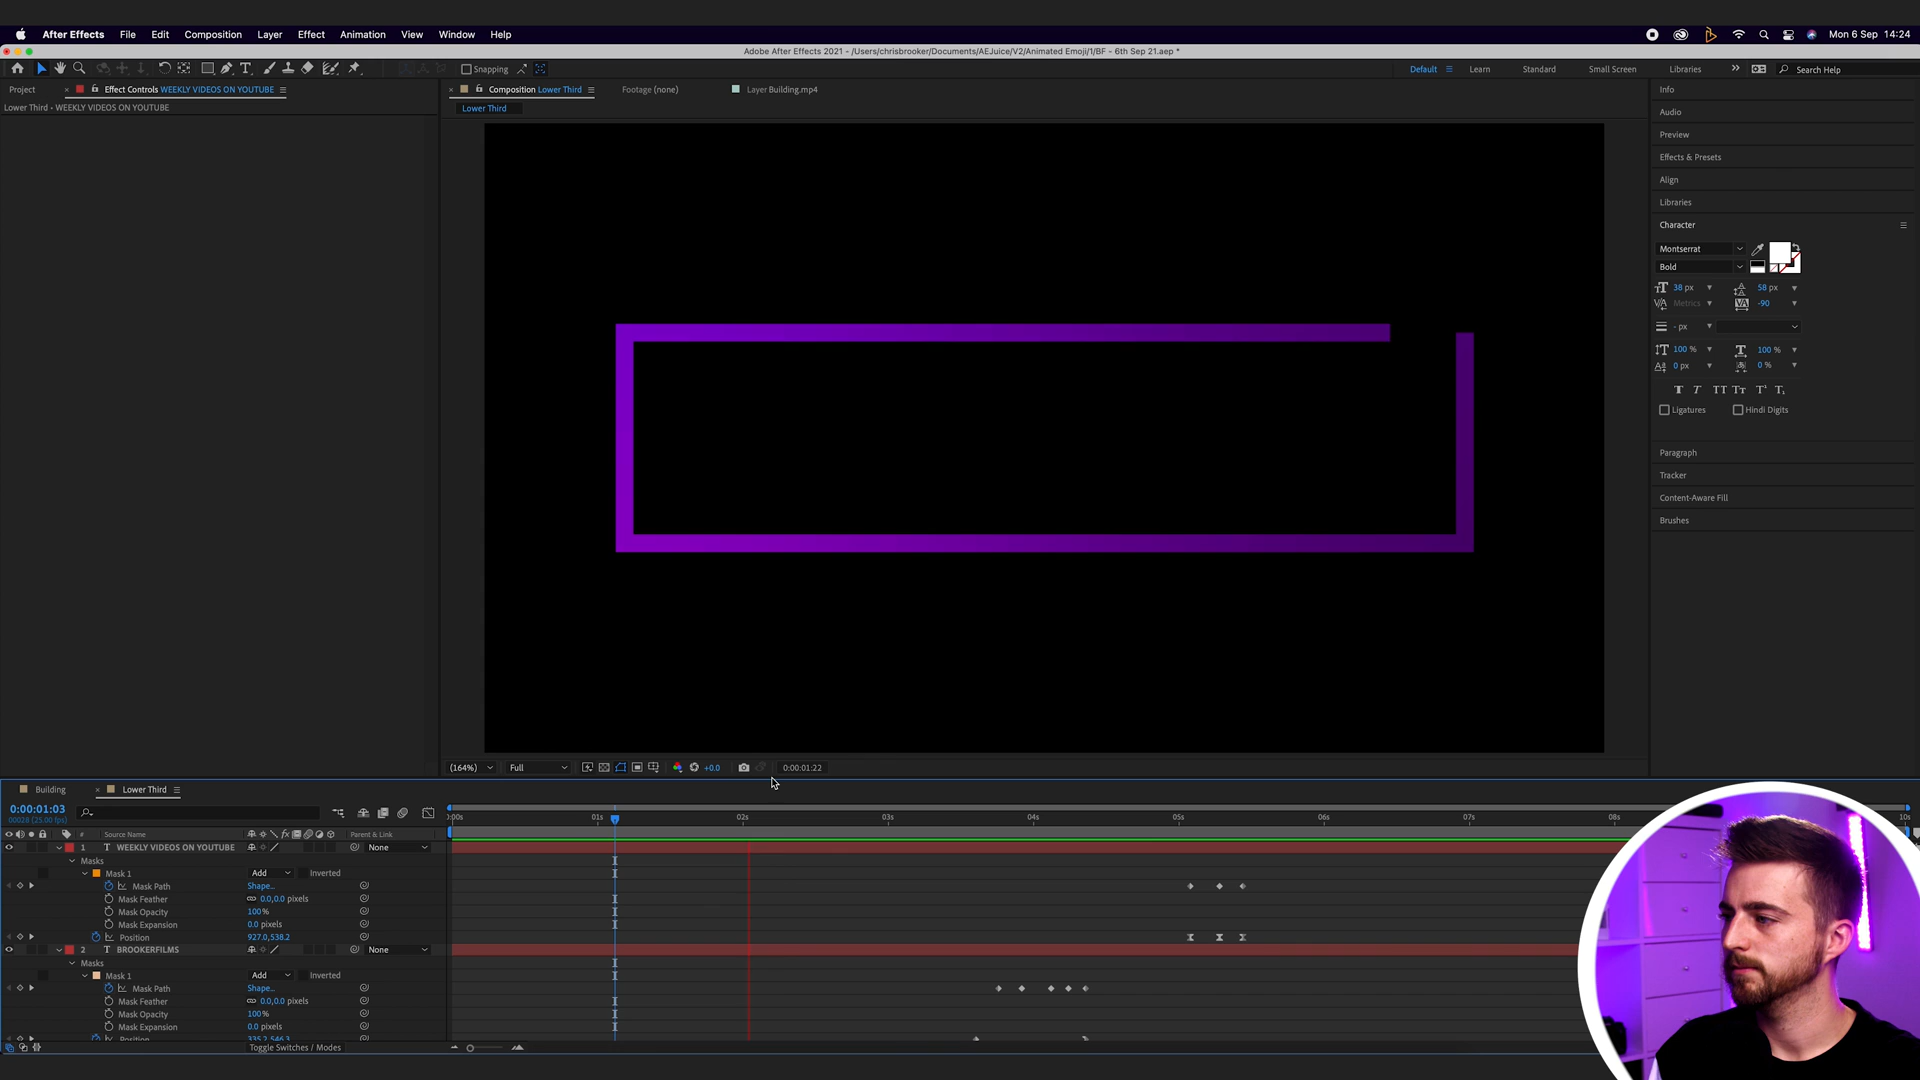 After Effects File Edit Composition Layer Effect Animation View Window Help Mon 6 Sep 14:24
Adobe After Effects 2021 - /Users/chrisbrooker/Documents/AEJuice/V2/Animated Emoji/1/BF - 6th Sep 21.aep *
Snapping Default Learn Standard Small Screen Libraries Search Help
Project Effect Controls WEEKLY VIDEOS ON YOUTUBE Composition Lower Third Footage (none) Layer Building.mp4 Info
Lower Third • WEEKLY VIDEOS ON YOUTUBE Lower Third
Audio
Preview
Effects & Presets
Align
Libraries
Character
Montserrat
Bold
38 px 58 px
Metrics -90
- px
100 % 100 %
0 px 0 %
T T TT Tт T¹ T₁
Ligatures Hindi Digits
Paragraph
Tracker
Content-Aware Fill
Brushes
(164%) Full +0.0 0:00:01:22
Building Lower Third
0:00:01:03
00028 (25.00 fps)
:00s 01s 02s 03s 04s 05s 06s 07s 08s 10s
# Source Name Parent & Link
1 T WEEKLY VIDEOS ON YOUTUBE None
Masks
Mask 1 Add Inverted
Mask Path Shape...
Mask Feather 0.0,0.0 pixels
Mask Opacity 100%
Mask Expansion 0.0 pixels
Position 927.0,538.2
2 T BROOKERFILMS None
Masks
Mask 1 Add Inverted
Mask Path Shape...
Mask Feather 0.0,0.0 pixels
Mask Opacity 100%
Mask Expansion 0.0 pixels
Position 335.2,546.3
Toggle Switches / Modes